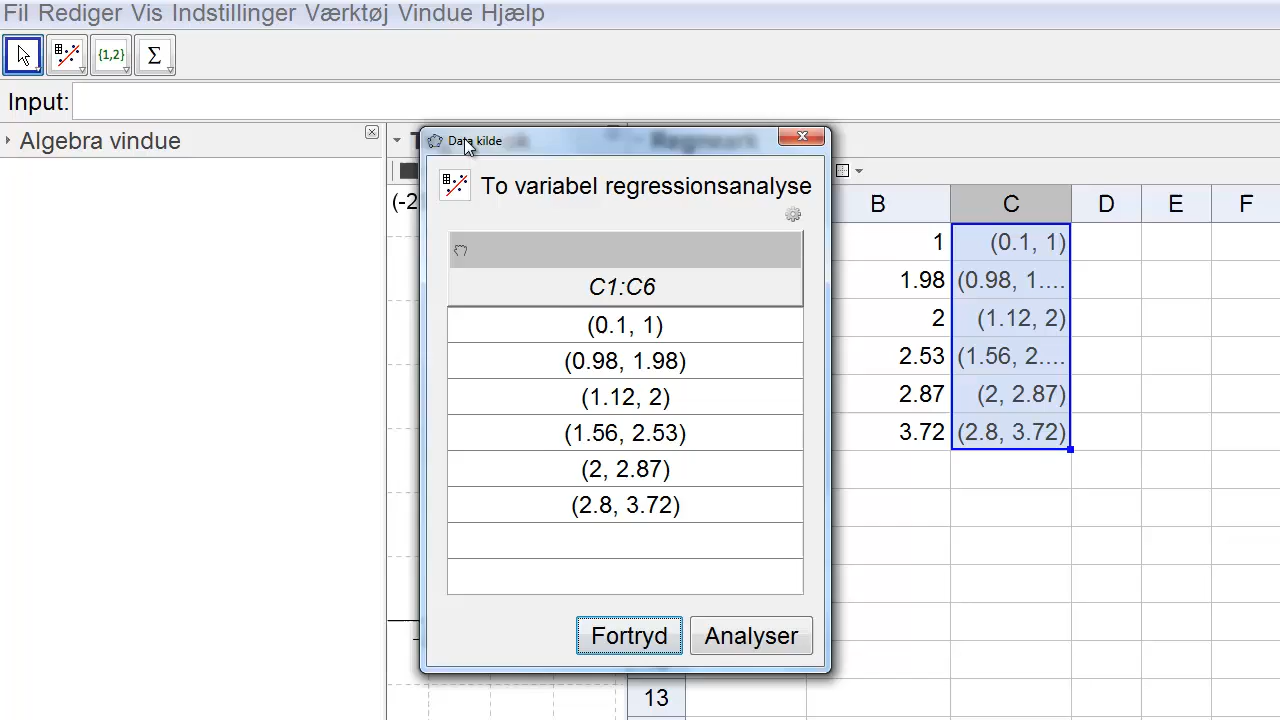 Fil Rediger Vis Indstillinger Værktøj Vindue Hjælp
{1,2} Σ
Input:
Algebra vindue
Data kilde
Regneark
To variabel regressionsanalyse
(-2
B C D E F
C1:C6
(0.1, 1)
(0.98, 1.98)
(1.12, 2)
(1.56, 2.53)
(2, 2.87)
(2.8, 3.72)
1 (0.1, 1)
1.98 (0.98, 1....
2 (1.12, 2)
2.53 (1.56, 2....
2.87 (2, 2.87)
3.72 (2.8, 3.72)
Fortryd Analyser
13